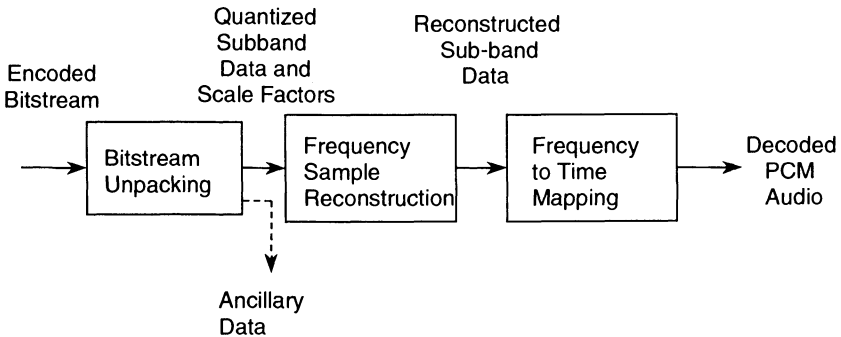 Encoded
Bitstream
Quantized
Subband
Data and
Scale Factors
Reconstructed
Sub-band
Data
Bitstream
Unpacking
Frequency
Sample
Reconstruction
Frequency
to Time
Mapping
Decoded
PCM
Audio
Ancillary
Data